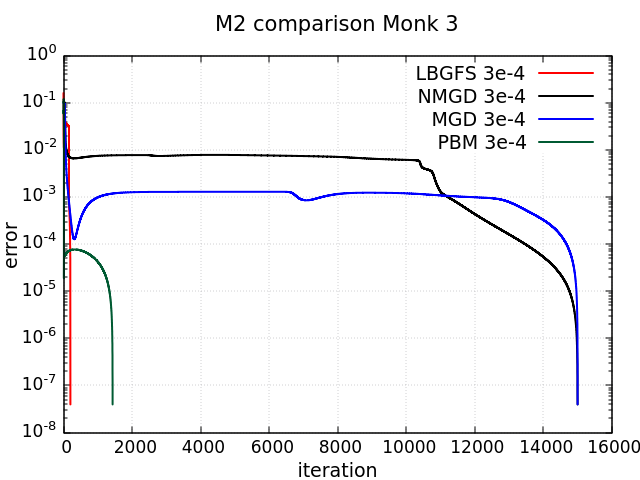 M2 comparison Monk 3
LBGFS 3e-4
NMGD 3e-4
MGD 3e-4
PBM 3e-4
10^0
10^-1
10^-2
10^-3
10^-4
10^-5
10^-6
10^-7
10^-8
error
0 2000 4000 6000 8000 10000 12000 14000 16000
iteration